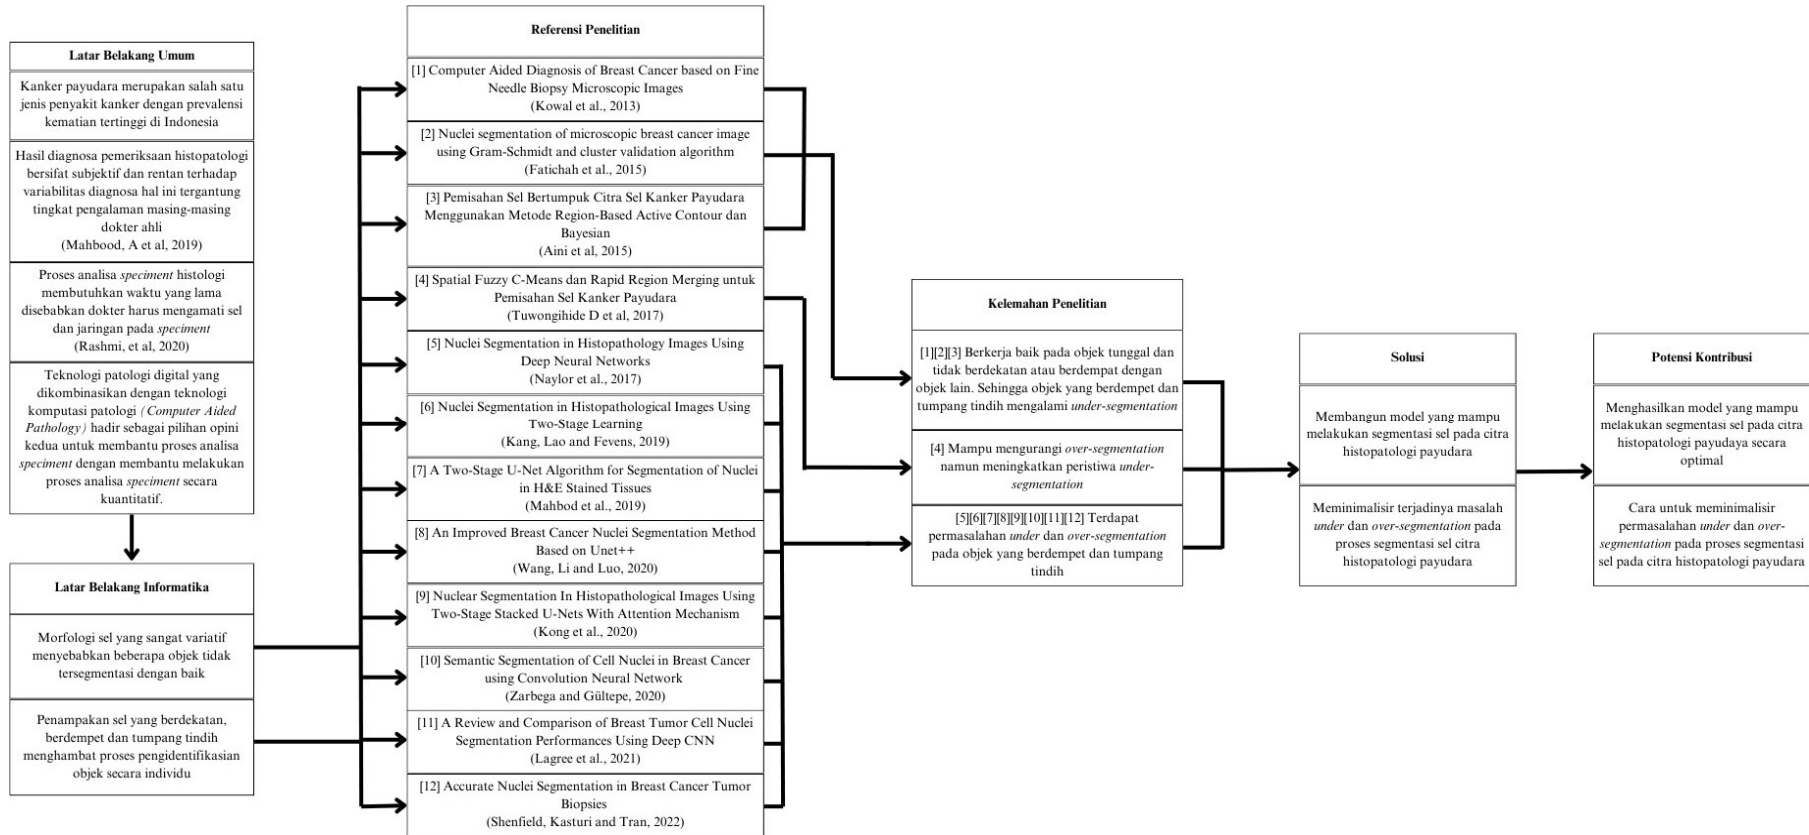 Latar Belakang Umum
Kanker payudara merupakan salah satu
jenis penyakit kanker dengan prevalensi
kematian tertinggi di Indonesia
Hasil diagnosa pemeriksaan histopatologi
bersifat subjektif dan rentan terhadap
variabilitas diagnosa hal ini tergantung
tingkat pengalaman masing-masing
dokter ahli
(Mahbood, A et al, 2019)
Proses analisa speciment histologi
membutuhkan waktu yang lama
disebabkan dokter harus mengamati sel
dan jaringan pada speciment
(Rashmi, et al, 2020)
Teknologi patologi digital yang
dikombinasikan dengan teknologi
komputasi patologi (Computer Aided
Pathology) hadir sebagai pilihan opini
kedua untuk membantu proses analisa
speciment dengan membantu melakukan
proses analisa speciment secara
kuantitatif.
Latar Belakang Informatika
Morfologi sel yang sangat variatif
menyebabkan beberapa objek tidak
tersegmentasi dengan baik
Penampakan sel yang berdekatan,
berdempet dan tumpang tindih
menghambat proses pengidentifikasian
objek secara individu
Referensi Penelitian
[1] Computer Aided Diagnosis of Breast Cancer based on Fine
Needle Biopsy Microscopic Images
(Kowal et al., 2013)
[2] Nuclei segmentation of microscopic breast cancer image
using Gram-Schmidt and cluster validation algorithm
(Fatichah et al., 2015)
[3] Pemisahan Sel Bertumpuk Citra Sel Kanker Payudara
Menggunakan Metode Region-Based Active Contour dan
Bayesian
(Aini et al, 2015)
[4] Spatial Fuzzy C-Means dan Rapid Region Merging untuk
Pemisahan Sel Kanker Payudara
(Tuwongihide D et al, 2017)
[5] Nuclei Segmentation in Histopathology Images Using
Deep Neural Networks
(Naylor et al., 2017)
[6] Nuclei Segmentation in Histopathological Images Using
Two-Stage Learning
(Kang, Lao and Fevens, 2019)
[7] A Two-Stage U-Net Algorithm for Segmentation of Nuclei
in H&E Stained Tissues
(Mahbod et al., 2019)
[8] An Improved Breast Cancer Nuclei Segmentation Method
Based on Unet++
(Wang, Li and Luo, 2020)
[9] Nuclear Segmentation In Histopathological Images Using
Two-Stage Stacked U-Nets With Attention Mechanism
(Kong et al., 2020)
[10] Semantic Segmentation of Cell Nuclei in Breast Cancer
using Convolution Neural Network
(Zarbega and Gültepe, 2020)
[11] A Review and Comparison of Breast Tumor Cell Nuclei
Segmentation Performances Using Deep CNN
(Lagree et al., 2021)
[12] Accurate Nuclei Segmentation in Breast Cancer Tumor
Biopsies
(Shenfield, Kasturi and Tran, 2022)
Kelemahan Penelitian
[1][2][3] Berkerja baik pada objek tunggal dan
tidak berdekatan atau berdempat dengan
objek lain. Sehingga objek yang berdempet dan
tumpang tindih mengalami under-segmentation
[4] Mampu mengurangi over-segmentation
namun meningkatkan peristiwa under-
segmentation
[5][6][7][8][9][10][11][12] Terdapat
permasalahan under dan over-segmentation
pada objek yang berdempet dan tumpang
tindih
Solusi
Membangun model yang mampu
melakukan segmentasi sel pada citra
histopatologi payudara
Meminimalisir terjadinya masalah
under dan over-segmentation pada
proses segmentasi sel citra
histopatologi payudara
Potensi Kontribusi
Menghasilkan model yang mampu
melakukan segmentasi sel pada citra
histopatologi payudaya secara
optimal
Cara untuk meminimalisir
permasalahan under dan over-
segmentation pada proses segmentasi
sel pada citra histopatologi payudara